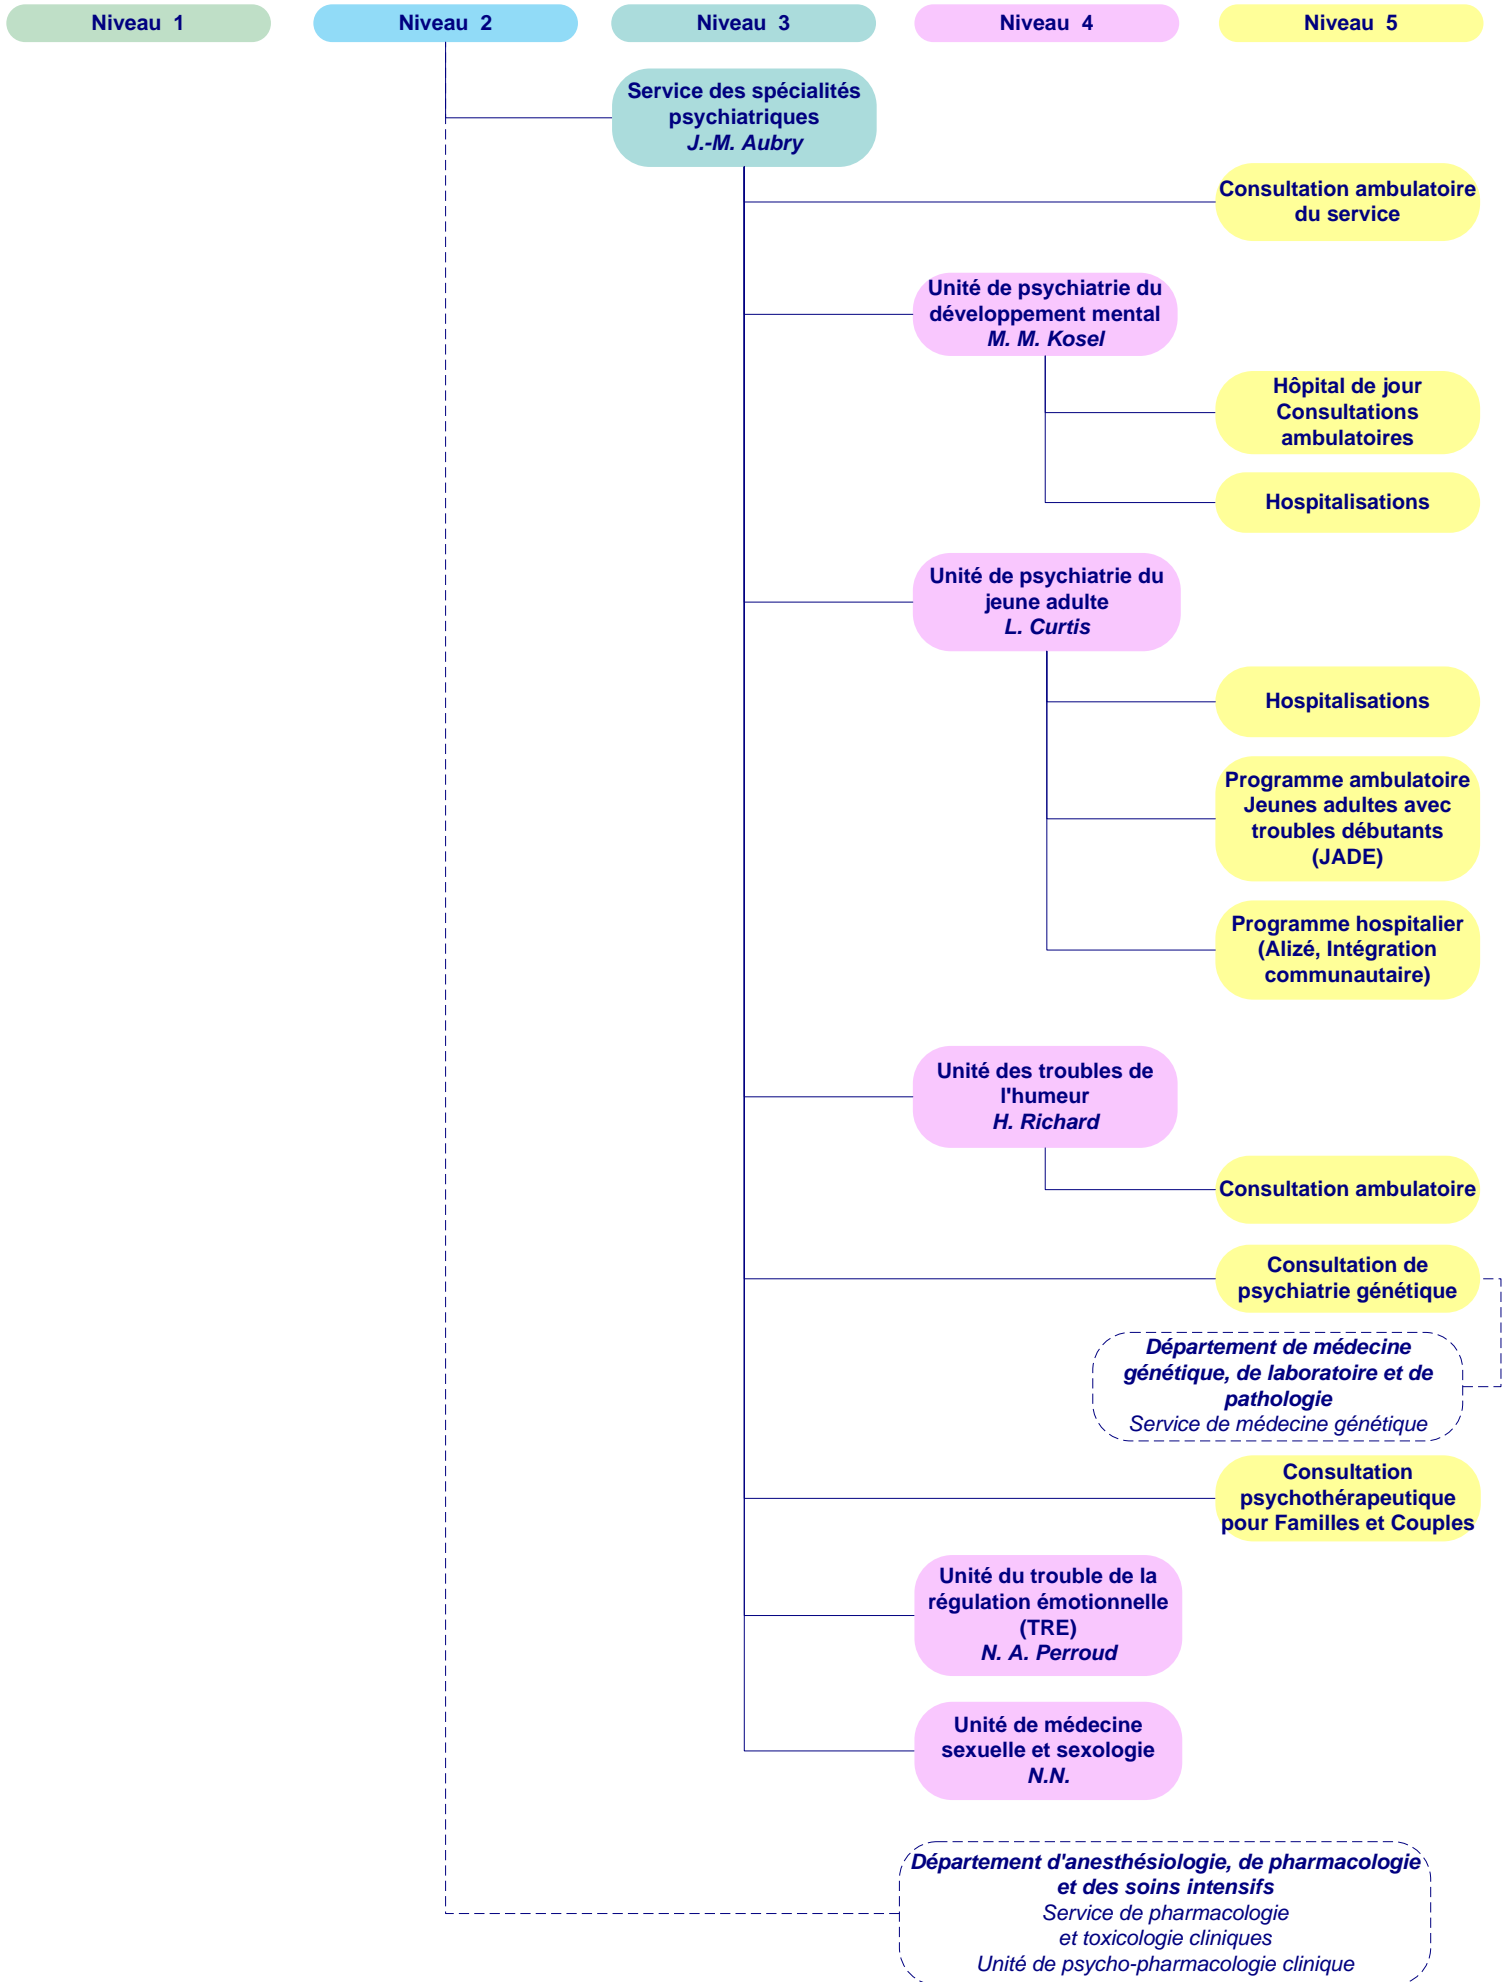 Niveau 1
Niveau 2
Niveau 3
Niveau 4
Niveau 5
Service des spécialités
psychiatriques
J.-M. Aubry
Consultation ambulatoire
du service
Unité de psychiatrie du
développement mental
M. M. Kosel
Hôpital de jour
Consultations
ambulatoires
Hospitalisations
Unité de psychiatrie du
jeune adulte
L. Curtis
Hospitalisations
Programme ambulatoire
Jeunes adultes avec
troubles débutants
(JADE)
Programme hospitalier
(Alizé, Intégration
communautaire)
Unité des troubles de
l'humeur
H. Richard
Consultation ambulatoire
Consultation de
psychiatrie génétique
Département de médecine
génétique, de laboratoire et de
pathologie
Service de médecine génétique
Consultation
psychothérapeutique
pour Familles et Couples
Unité du trouble de la
régulation émotionnelle
(TRE)
N. A. Perroud
Unité de médecine
sexuelle et sexologie
N.N.
Département d'anesthésiologie, de pharmacologie
et des soins intensifs
Service de pharmacologie
et toxicologie cliniques
Unité de psycho-pharmacologie clinique